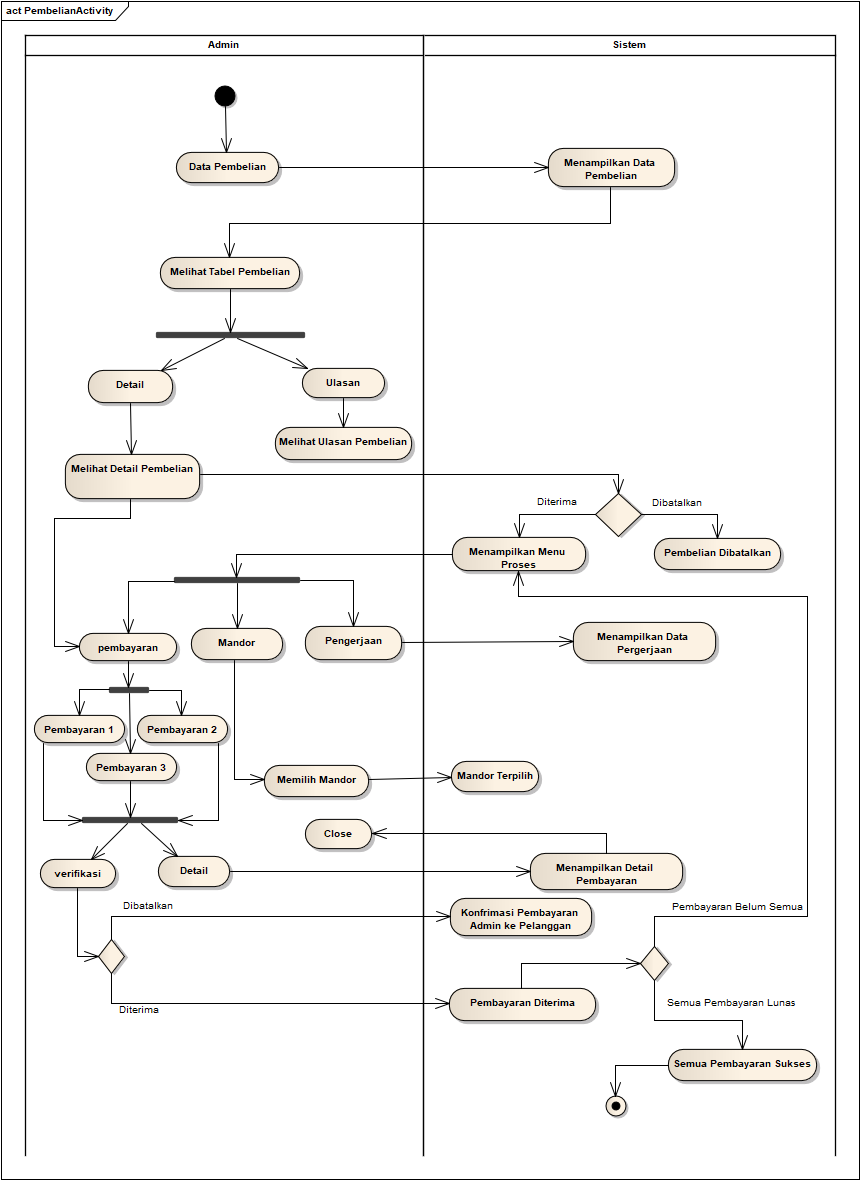 act PembelianActivity
Admin
Sistem
Data Pembelian
Menampilkan Data
Pembelian
Melihat Tabel Pembelian
Detail
Ulasan
Melihat Ulasan Pembelian
Melihat Detail Pembelian
Diterima
Dibatalkan
Menampilkan Menu
Proses
Pembelian Dibatalkan
pembayaran
Mandor
Pengerjaan
Menampilkan Data
Pergerjaan
Pembayaran 1
Pembayaran 2
Pembayaran 3
Memilih Mandor
Mandor Terpilih
Close
verifikasi
Detail
Menampilkan Detail
Pembayaran
Dibatalkan
Konfrimasi Pembayaran
Admin ke Pelanggan
Pembayaran Belum Semua
Diterima
Pembayaran Diterima
Semua Pembayaran Lunas
Semua Pembayaran Sukses